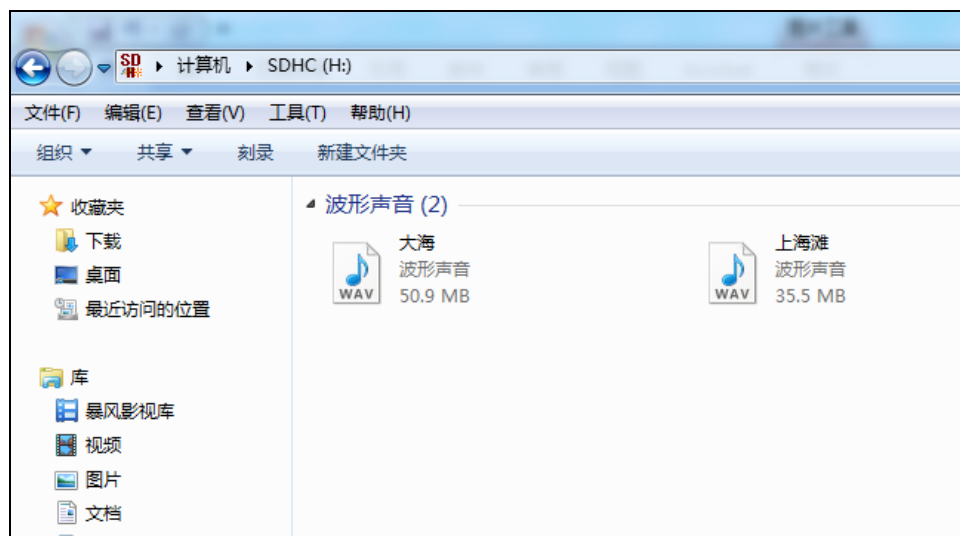 SD
计算机 SDHC (H:)
文件(F) 编辑(E) 查看(V) 工具(T) 帮助(H)
组织 共享 刻录 新建文件夹
收藏夹
下载
桌面
最近访问的位置
库
暴风影视库
视频
图片
文档
波形声音 (2)
WAV
大海
波形声音
50.9 MB
WAV
上海滩
波形声音
35.5 MB